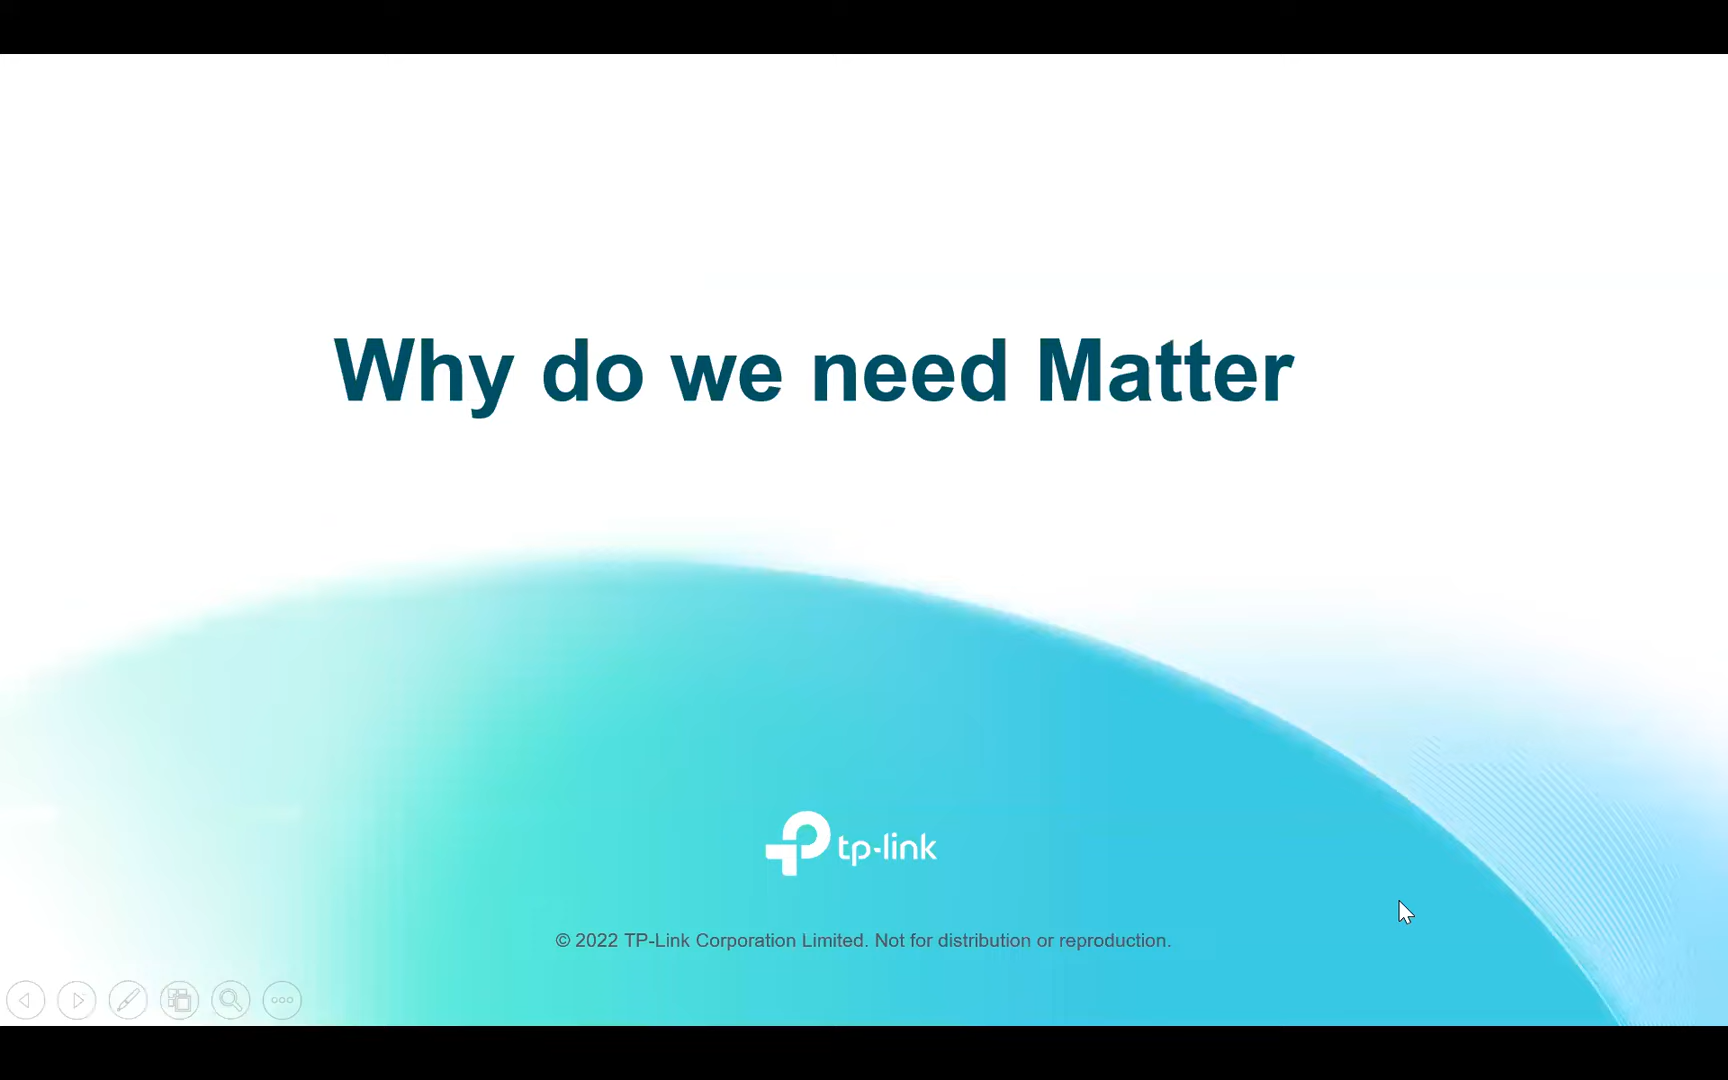 Why do we need Matter
tp-link
© 2022 TP-Link Corporation Limited. Not for distribution or reproduction.